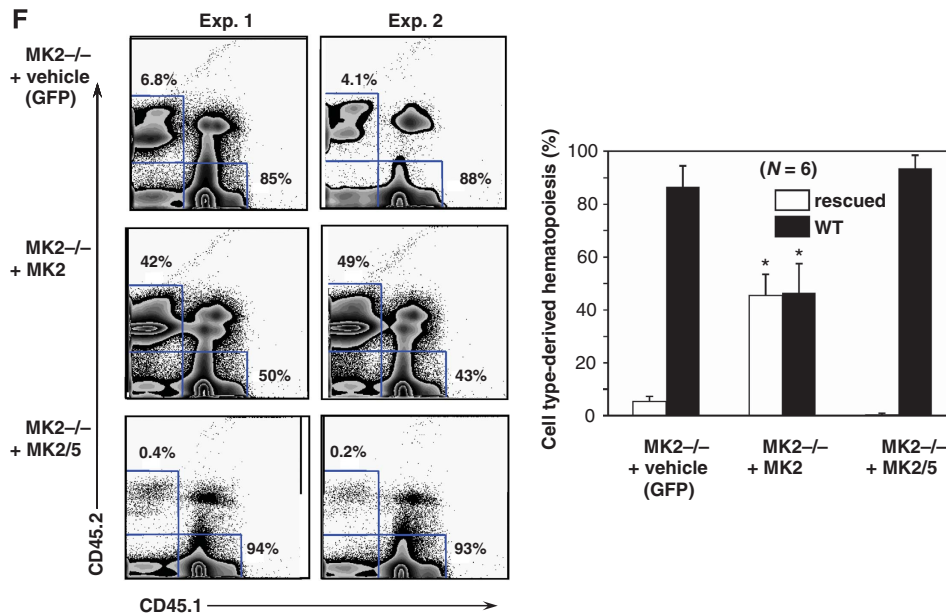 F
Exp. 1 Exp. 2
MK2–/–
+ vehicle
(GFP)
6.8%
85%
4.1%
88%
MK2–/–
+ MK2
42%
50%
49%
43%
MK2–/–
+ MK2/5
0.4%
94%
0.2%
93%
CD45.2
CD45.1
Cell type-derived hematopoiesis (%)
100
80
60
40
20
0
(N = 6)
rescued
WT
* *
MK2–/– MK2–/– MK2–/–
+ vehicle + MK2 + MK2/5
(GFP)